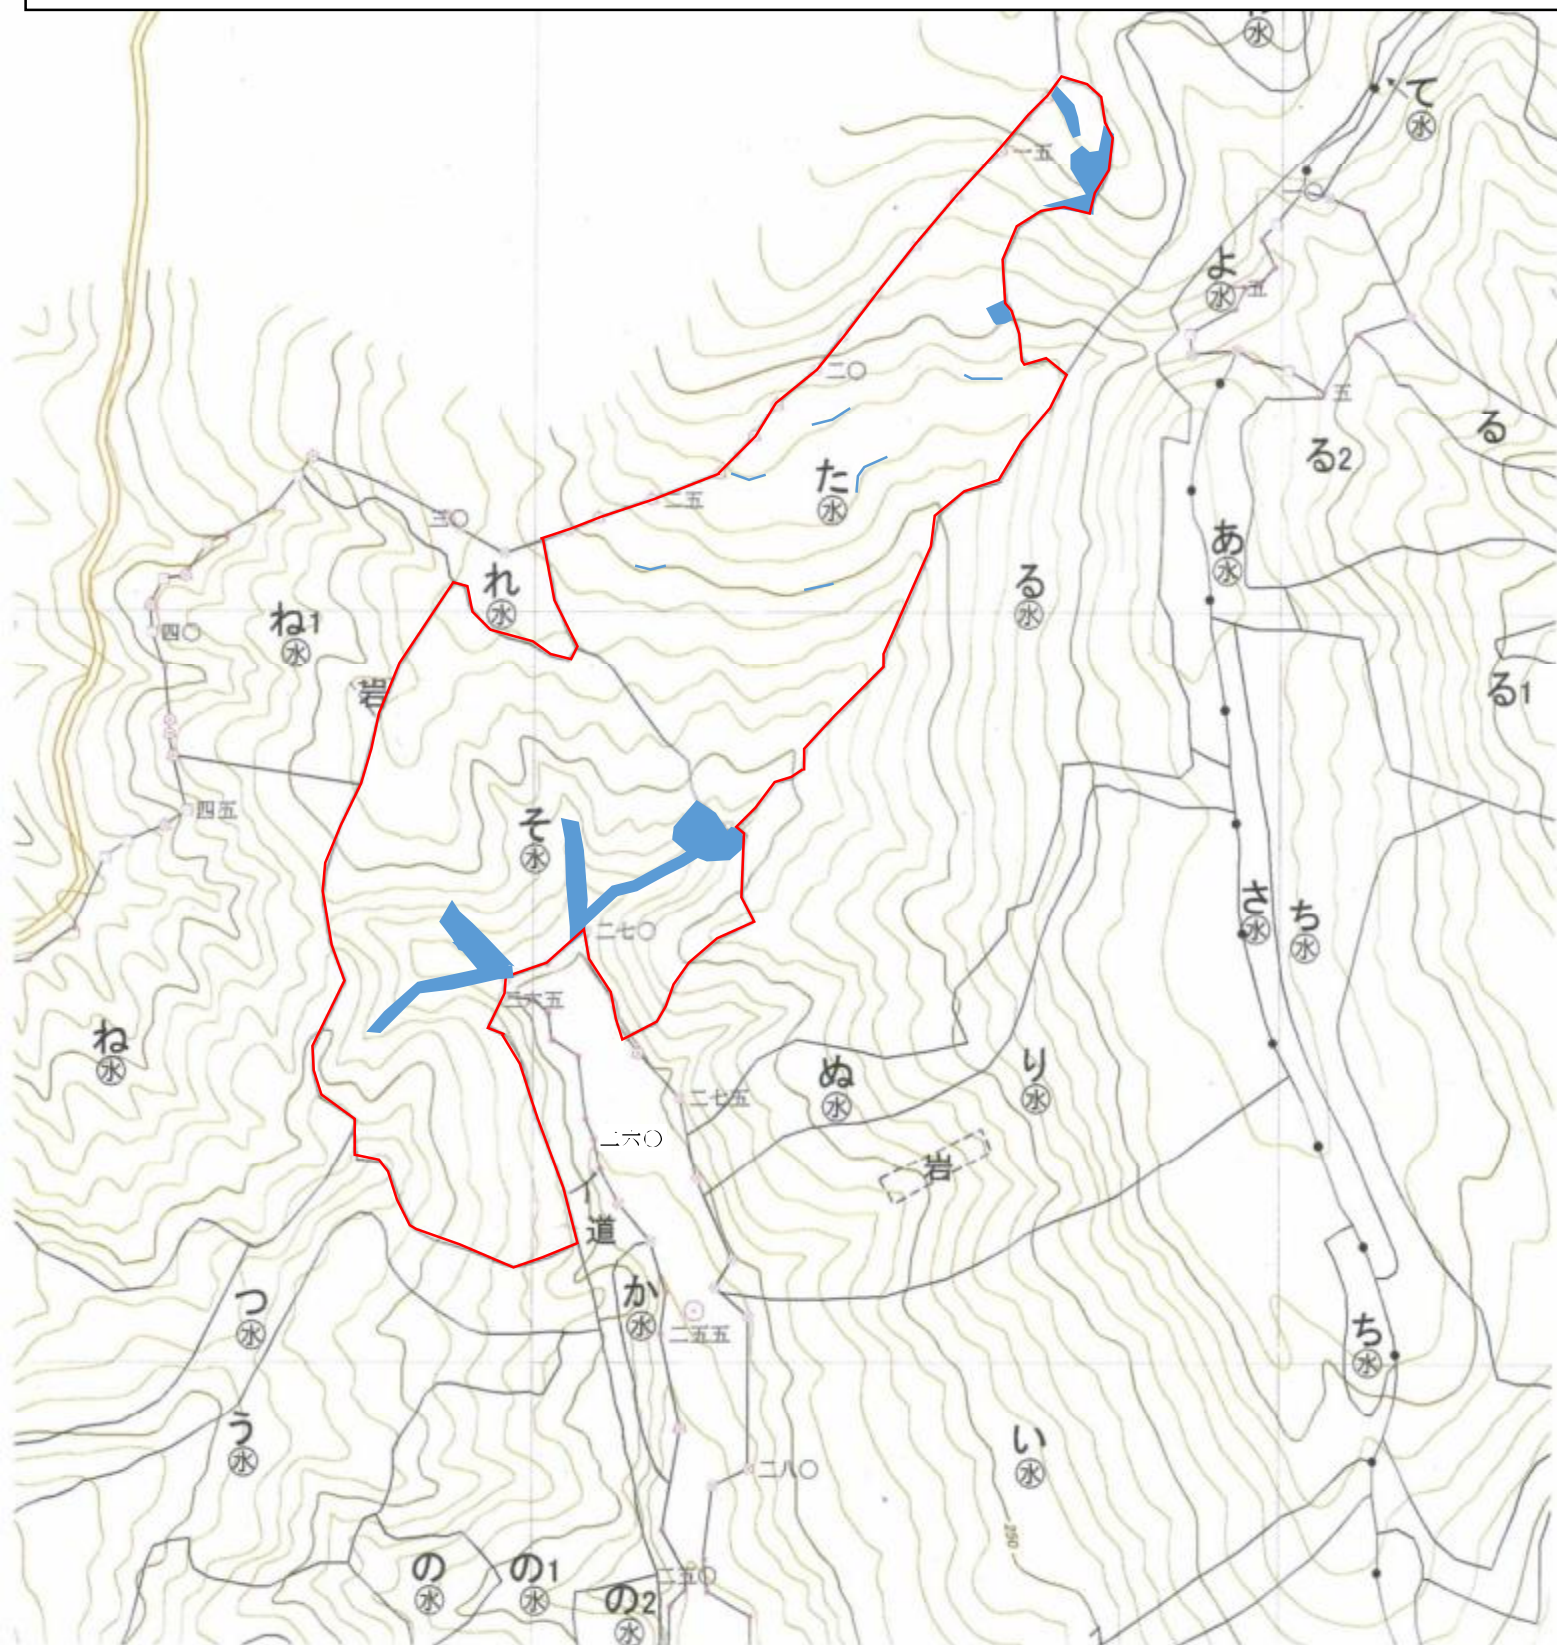 水
て
水
一五
一〇
よ
水
五
二〇
五
る
る2
た
水
二五
三〇
あ
水
れ
水
る
水
四〇
ね1
水
岩
る1
四五
そ
水
さ
水
ち
水
二七〇
二六五
ね
水
ぬ
水
り
水
二七五
二六〇
岩
イ
道
つ
水
か
水
二五五
ち
水
う
水
い
水
二八〇
250
の
水
の1
水
二五〇
の2
水